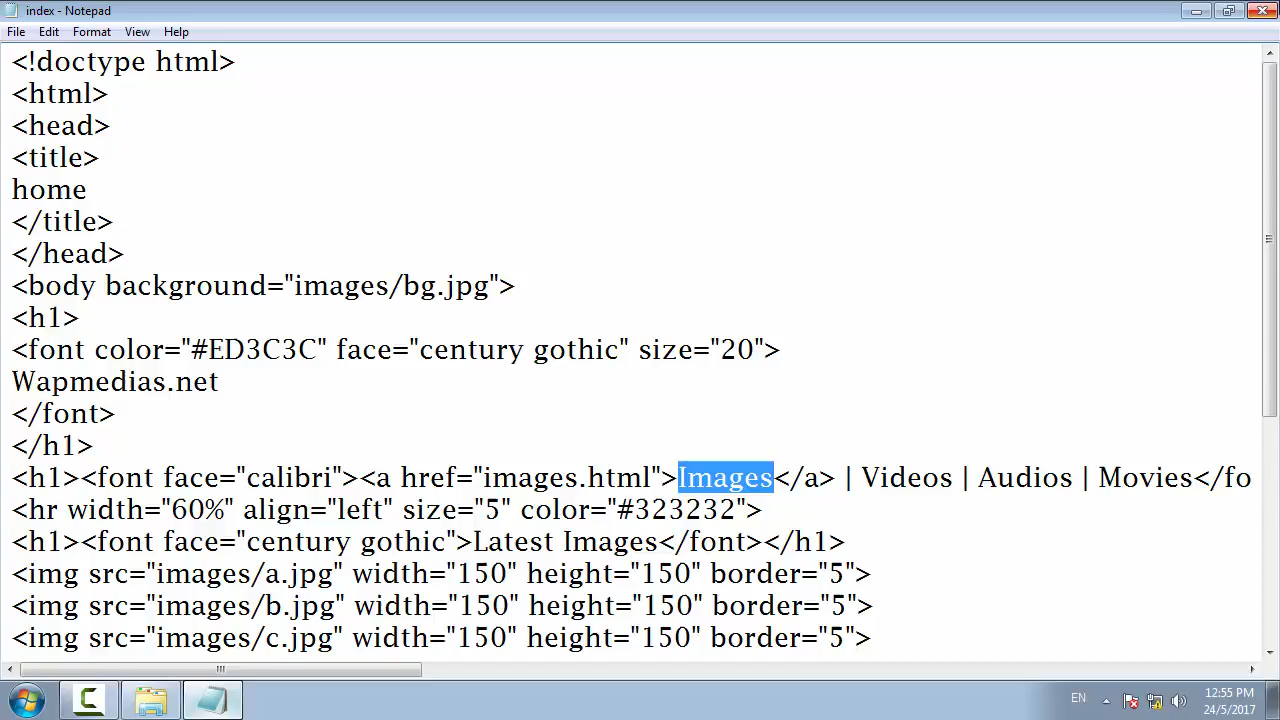 index - Notepad
File Edit Format View Help
<!doctype html>
<html>
<head>
<title>
home
</title>
</head>
<body background="images/bg.jpg">
<h1>
<font color="#ED3C3C" face="century gothic" size="20">
Wapmedias.net
</font>
</h1>
<h1><font face="calibri"><a href="images.html">Images</a> | Videos | Audios | Movies</fo
<hr width="60%" align="left" size="5" color="#323232">
<h1><font face="century gothic">Latest Images</font></h1>
<img src="images/a.jpg" width="150" height="150" border="5">
<img src="images/b.jpg" width="150" height="150" border="5">
<img src="images/c.jpg" width="150" height="150" border="5">
EN
12:55 PM
24/5/2017